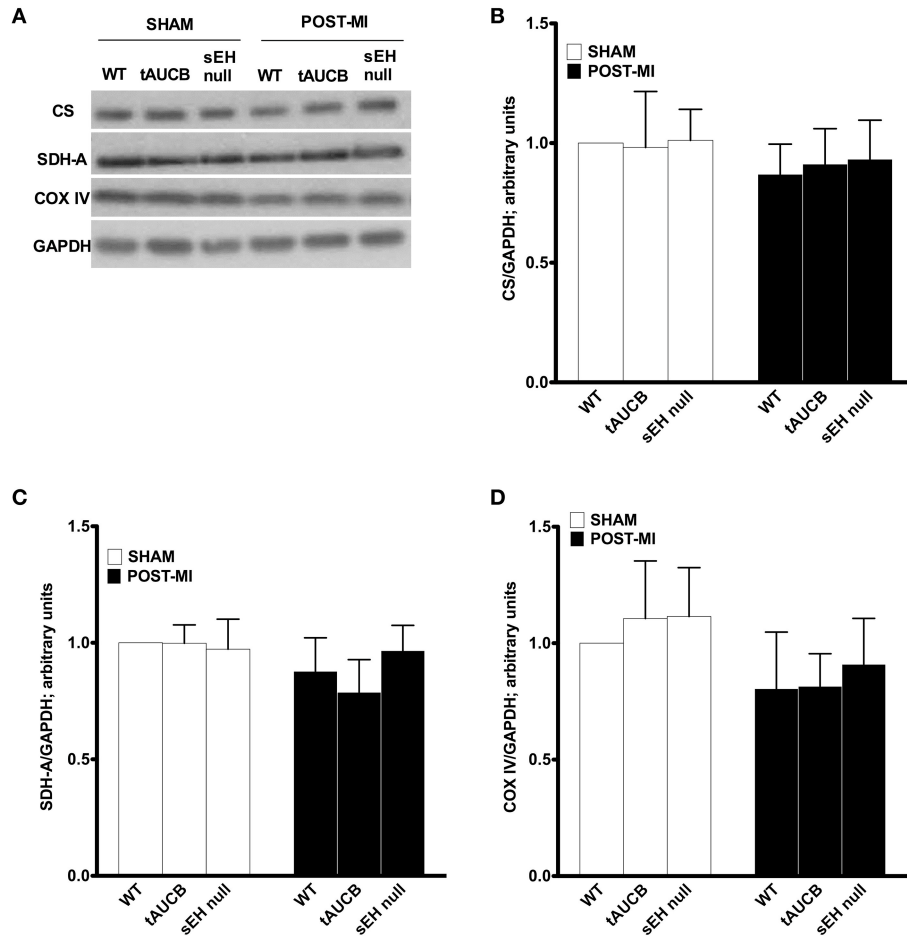 A
SHAM
POST-MI
WT
tAUCB
sEH
null
WT
tAUCB
sEH
null
CS
SDH-A
COX IV
GAPDH
B
CS/GAPDH; arbitrary units
1.5
1.0
0.5
0.0
SHAM
POST-MI
WT
tAUCB
sEH null
WT
tAUCB
sEH null
C
SDH-A/GAPDH; arbitrary units
1.5
1.0
0.5
0.0
SHAM
POST-MI
WT
tAUCB
sEH null
WT
tAUCB
sEH null
D
COX IV/GAPDH; arbitrary units
1.5
1.0
0.5
0.0
SHAM
POST-MI
WT
tAUCB
sEH null
WT
tAUCB
sEH null